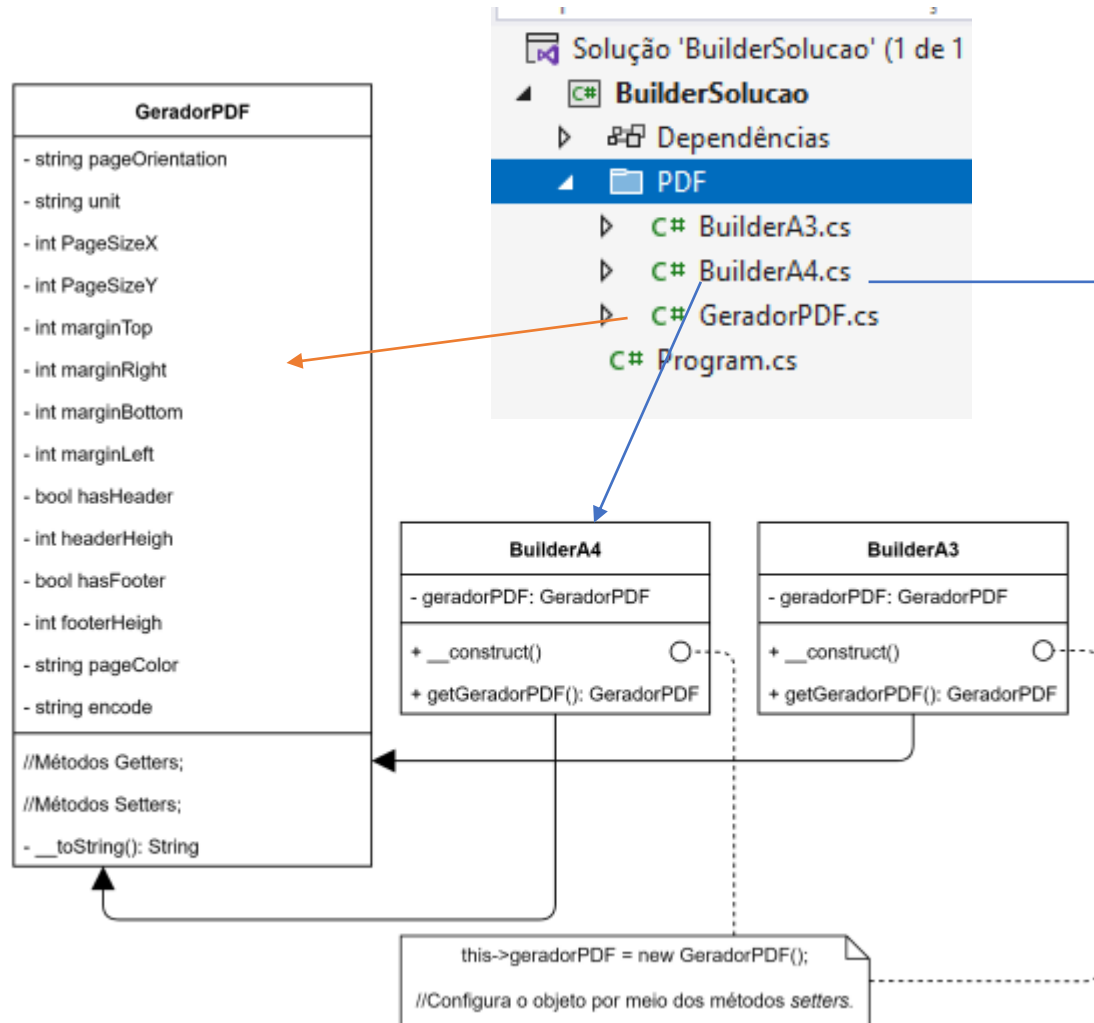 Solução 'BuilderSolucao' (1 de 1
C# BuilderSolucao
Dependências
PDF
C# BuilderA3.cs
C# BuilderA4.cs
C# GeradorPDF.cs
C# Program.cs
GeradorPDF
- string pageOrientation
- string unit
- int PageSizeX
- int PageSizeY
- int marginTop
- int marginRight
- int marginBottom
- int marginLeft
- bool hasHeader
- int headerHeigh
- bool hasFooter
- int footerHeigh
- string pageColor
- string encode
//Métodos Getters;
//Métodos Setters;
- __toString(): String
BuilderA4
- geradorPDF: GeradorPDF
+ __construct()
+ getGeradorPDF(): GeradorPDF
BuilderA3
- geradorPDF: GeradorPDF
+ __construct()
+ getGeradorPDF(): GeradorPDF
this->geradorPDF = new GeradorPDF();
//Configura o objeto por meio dos métodos setters.